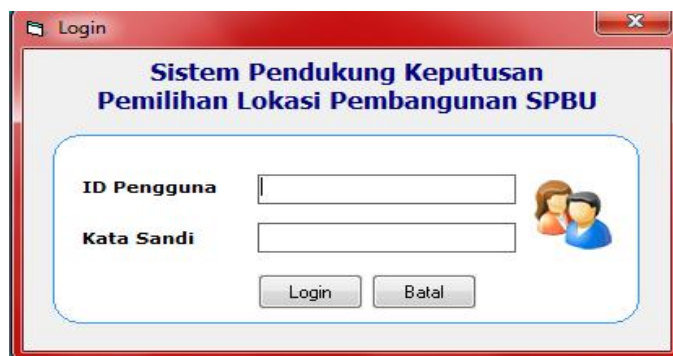 Login
Sistem Pendukung Keputusan
Pemilihan Lokasi Pembangunan SPBU
ID Pengguna
Kata Sandi
Login Batal